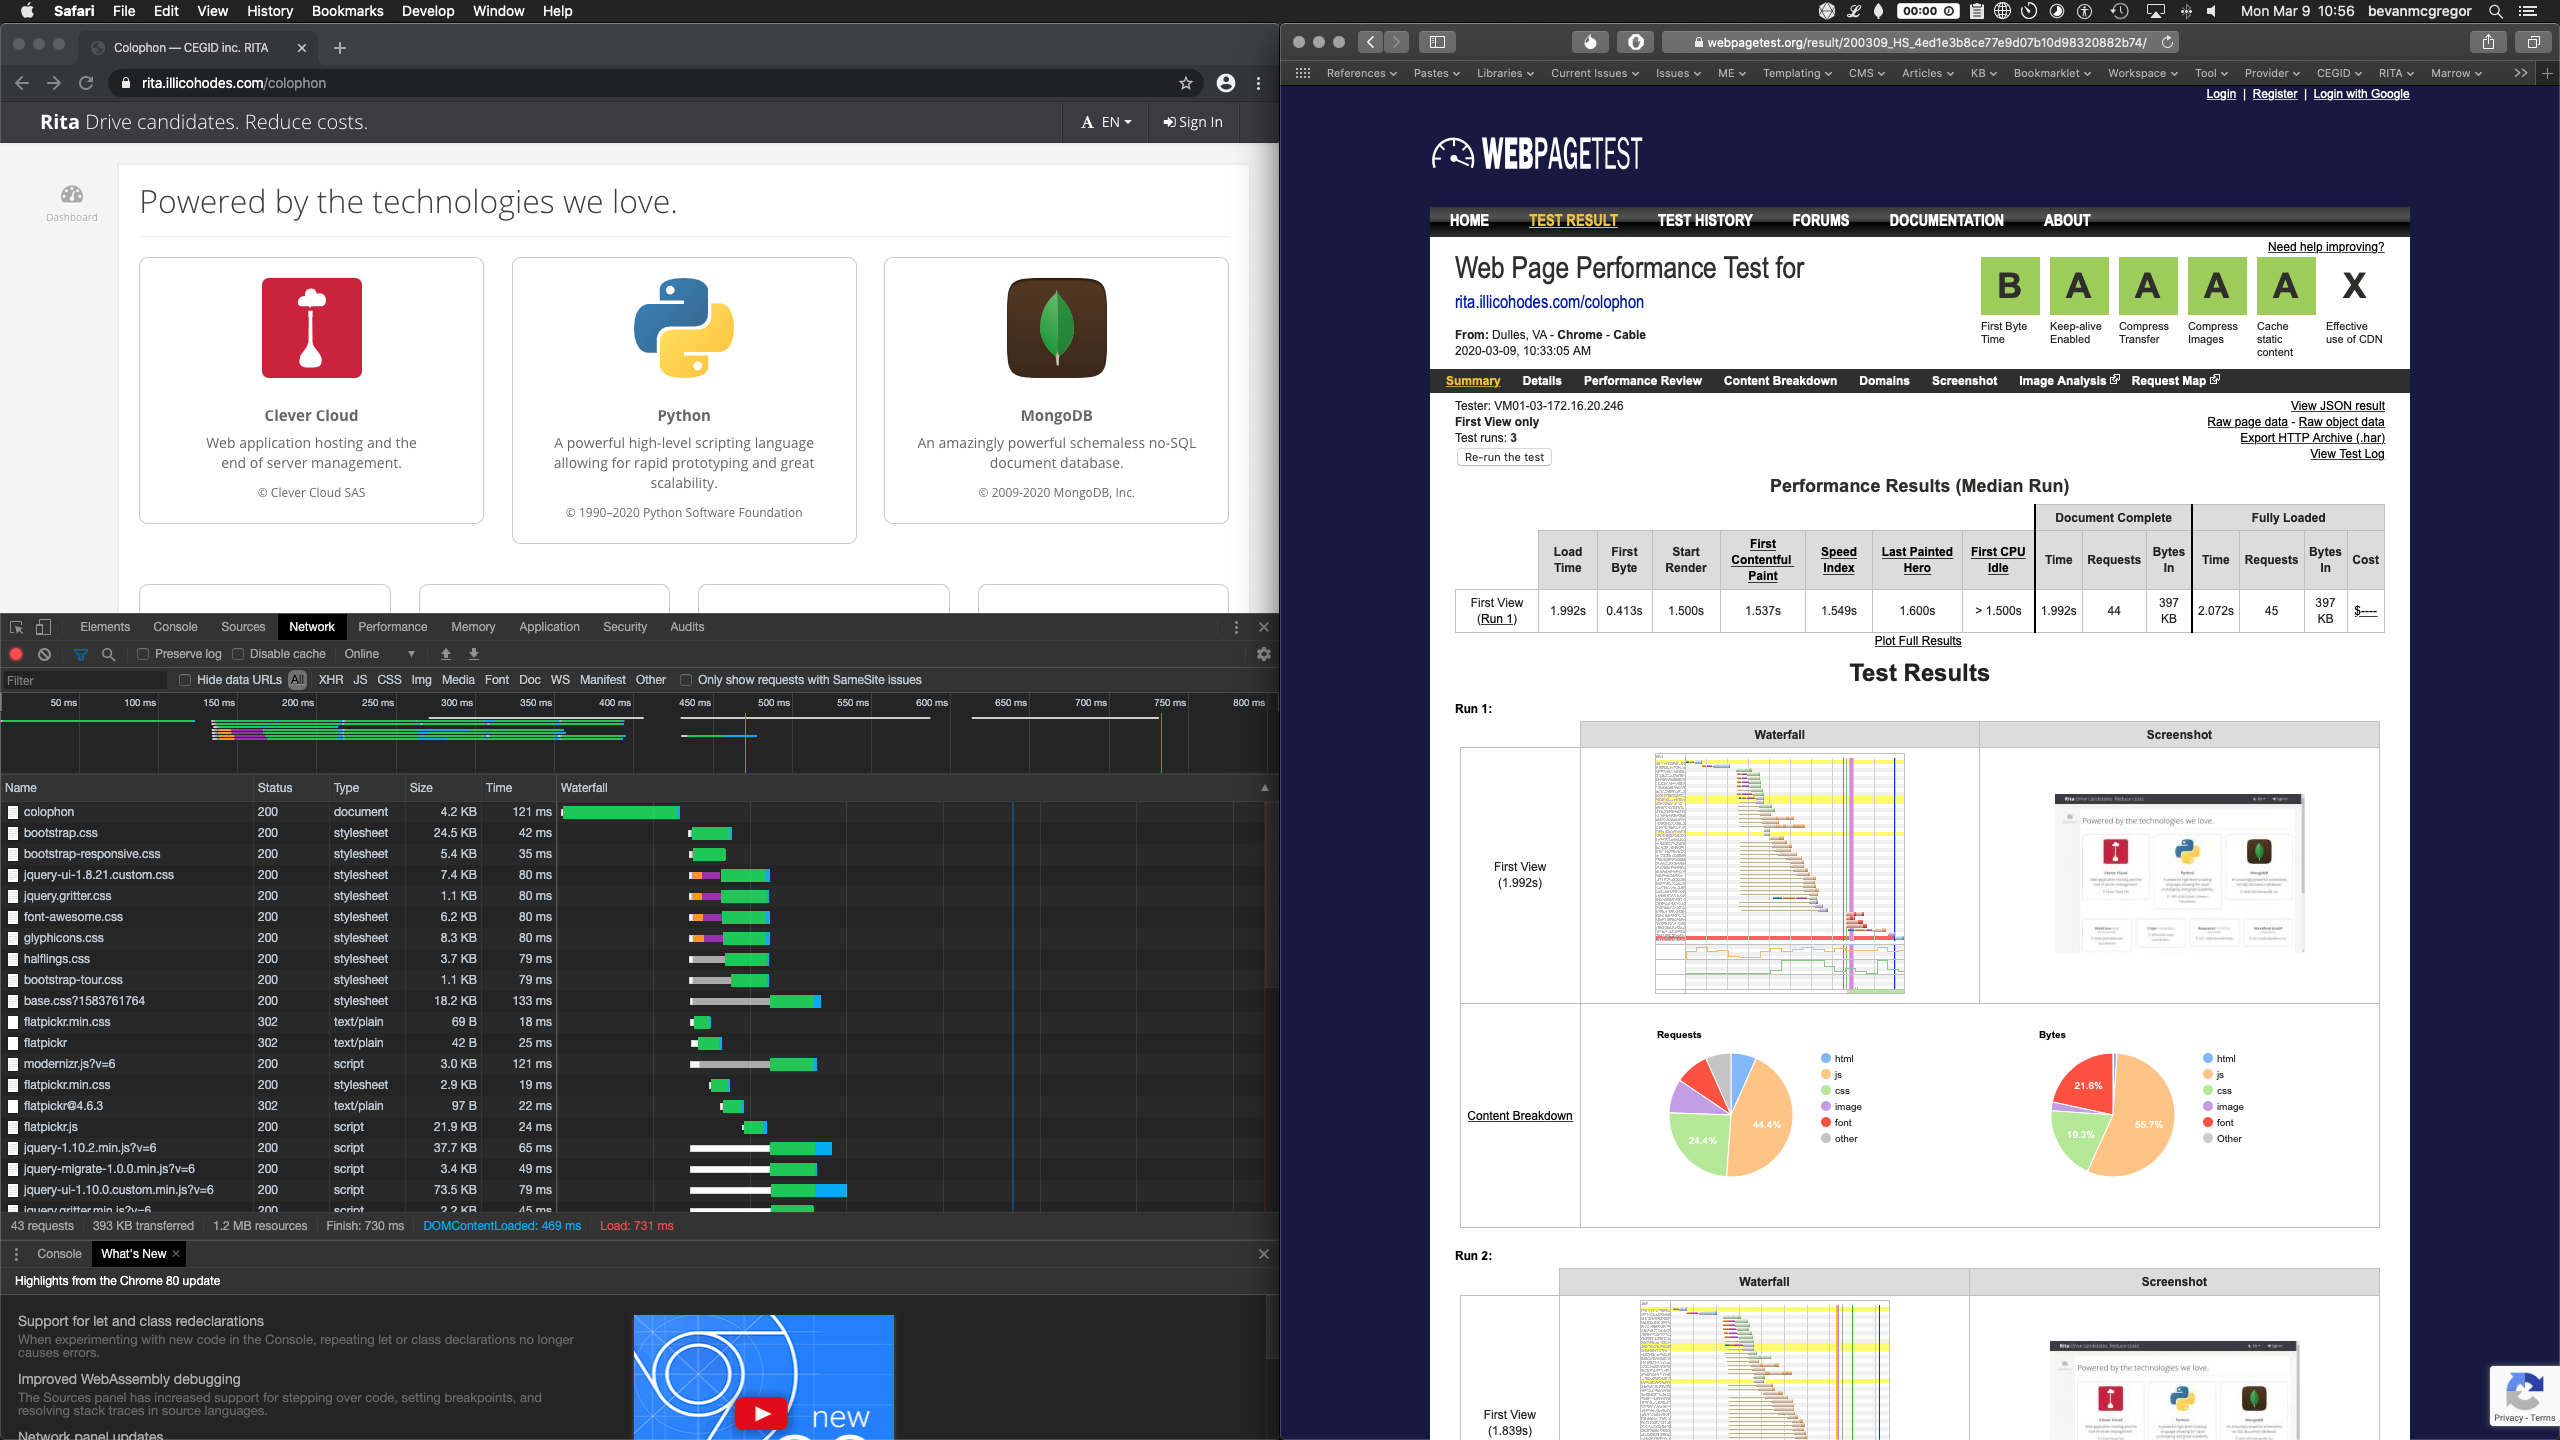 Safari File Edit View History Bookmarks Develop Window Help
00:00
Mon Mar 9 10:56 bevanmcgregor
Colophon — CEGID inc. RITA
rita.illicohodes.com/colophon
Rita Drive candidates. Reduce costs.
A EN
Sign In
Dashboard
Powered by the technologies we love.
Clever Cloud
Web application hosting and the
end of server management.
© Clever Cloud SAS
Python
A powerful high-level scripting language
allowing for rapid prototyping and great
scalability.
© 1990–2020 Python Software Foundation
MongoDB
An amazingly powerful schemaless no-SQL
document database.
© 2009-2020 MongoDB, Inc.
Elements Console Sources Network Performance Memory Application Security Audits
Preserve log Disable cache Online
Filter Hide data URLs All XHR JS CSS Img Media Font Doc WS Manifest Other Only show requests with SameSite issues
50 ms 100 ms 150 ms 200 ms 250 ms 300 ms 350 ms 400 ms 450 ms 500 ms 550 ms 600 ms 650 ms 700 ms 750 ms 800 ms
Name Status Type Size Time Waterfall
colophon 200 document 4.2 KB 121 ms
bootstrap.css 200 stylesheet 24.5 KB 42 ms
bootstrap-responsive.css 200 stylesheet 5.4 KB 35 ms
jquery-ui-1.8.21.custom.css 200 stylesheet 7.4 KB 80 ms
jquery.gritter.css 200 stylesheet 1.1 KB 80 ms
font-awesome.css 200 stylesheet 6.2 KB 80 ms
glyphicons.css 200 stylesheet 8.3 KB 80 ms
halflings.css 200 stylesheet 3.7 KB 79 ms
bootstrap-tour.css 200 stylesheet 1.1 KB 79 ms
base.css?1583761764 200 stylesheet 18.2 KB 133 ms
flatpickr.min.css 302 text/plain 69 B 18 ms
flatpickr 302 text/plain 42 B 25 ms
modernizr.js?v=6 200 script 3.0 KB 121 ms
flatpickr.min.css 200 stylesheet 2.9 KB 19 ms
flatpickr@4.6.3 302 text/plain 97 B 22 ms
flatpickr.js 200 script 21.9 KB 24 ms
jquery-1.10.2.min.js?v=6 200 script 37.7 KB 65 ms
jquery-migrate-1.0.0.min.js?v=6 200 script 3.4 KB 49 ms
jquery-ui-1.10.0.custom.min.js?v=6 200 script 73.5 KB 79 ms
jquery.gritter.min.js?v=6 200 script 2.2 KB 45 ms
43 requests 393 KB transferred 1.2 MB resources Finish: 730 ms DOMContentLoaded: 469 ms Load: 731 ms
Console What's New
Highlights from the Chrome 80 update
Support for let and class redeclarations
When experimenting with new code in the Console, repeating let or class declarations no longer
causes errors.
Improved WebAssembly debugging
The Sources panel has increased support for stepping over code, setting breakpoints, and
resolving stack traces in source languages.
Network panel updates
new
webpagetest.org/result/200309_HS_4ed1e3b8ce77e9d07b10d98320882b74/
References Pastes Libraries Current Issues Issues ME Templating CMS Articles KB Bookmarklet Workspace Tool Provider CEGID RITA Marrow
Login | Register | Login with Google
WEBPAGETEST
HOME TEST RESULT TEST HISTORY FORUMS DOCUMENTATION ABOUT
Need help improving?
Web Page Performance Test for
rita.illicohodes.com/colophon
From: Dulles, VA - Chrome - Cable
2020-03-09, 10:33:05 AM
B A A A A X
First Byte Time
Keep-alive Enabled
Compress Transfer
Compress Images
Cache static content
Effective use of CDN
Summary Details Performance Review Content Breakdown Domains Screenshot Image Analysis Request Map
Tester: VM01-03-172.16.20.246
First View only
Test runs: 3
Re-run the test
View JSON result
Raw page data - Raw object data
Export HTTP Archive (.har)
View Test Log
Performance Results (Median Run)
Document Complete Fully Loaded
Load Time First Byte Start Render First Contentful Paint Speed Index Last Painted Hero First CPU Idle Time Requests Bytes In Time Requests Bytes In Cost
First View (Run 1) 1.992s 0.413s 1.500s 1.537s 1.549s 1.600s > 1.500s 1.992s 44 397 KB 2.072s 45 397 KB $----
Plot Full Results
Test Results
Run 1:
Waterfall Screenshot
First View
(1.992s)
Rita Drive candidates. Reduce costs.
Powered by the technologies we love.
Content Breakdown
Requests
44.4%
24.4%
html
js
css
image
font
other
Bytes
21.6%
55.7%
19.3%
html
js
css
image
font
Other
Run 2:
Waterfall Screenshot
First View
(1.839s)
Powered by the technologies we love.
Privacy - Terms